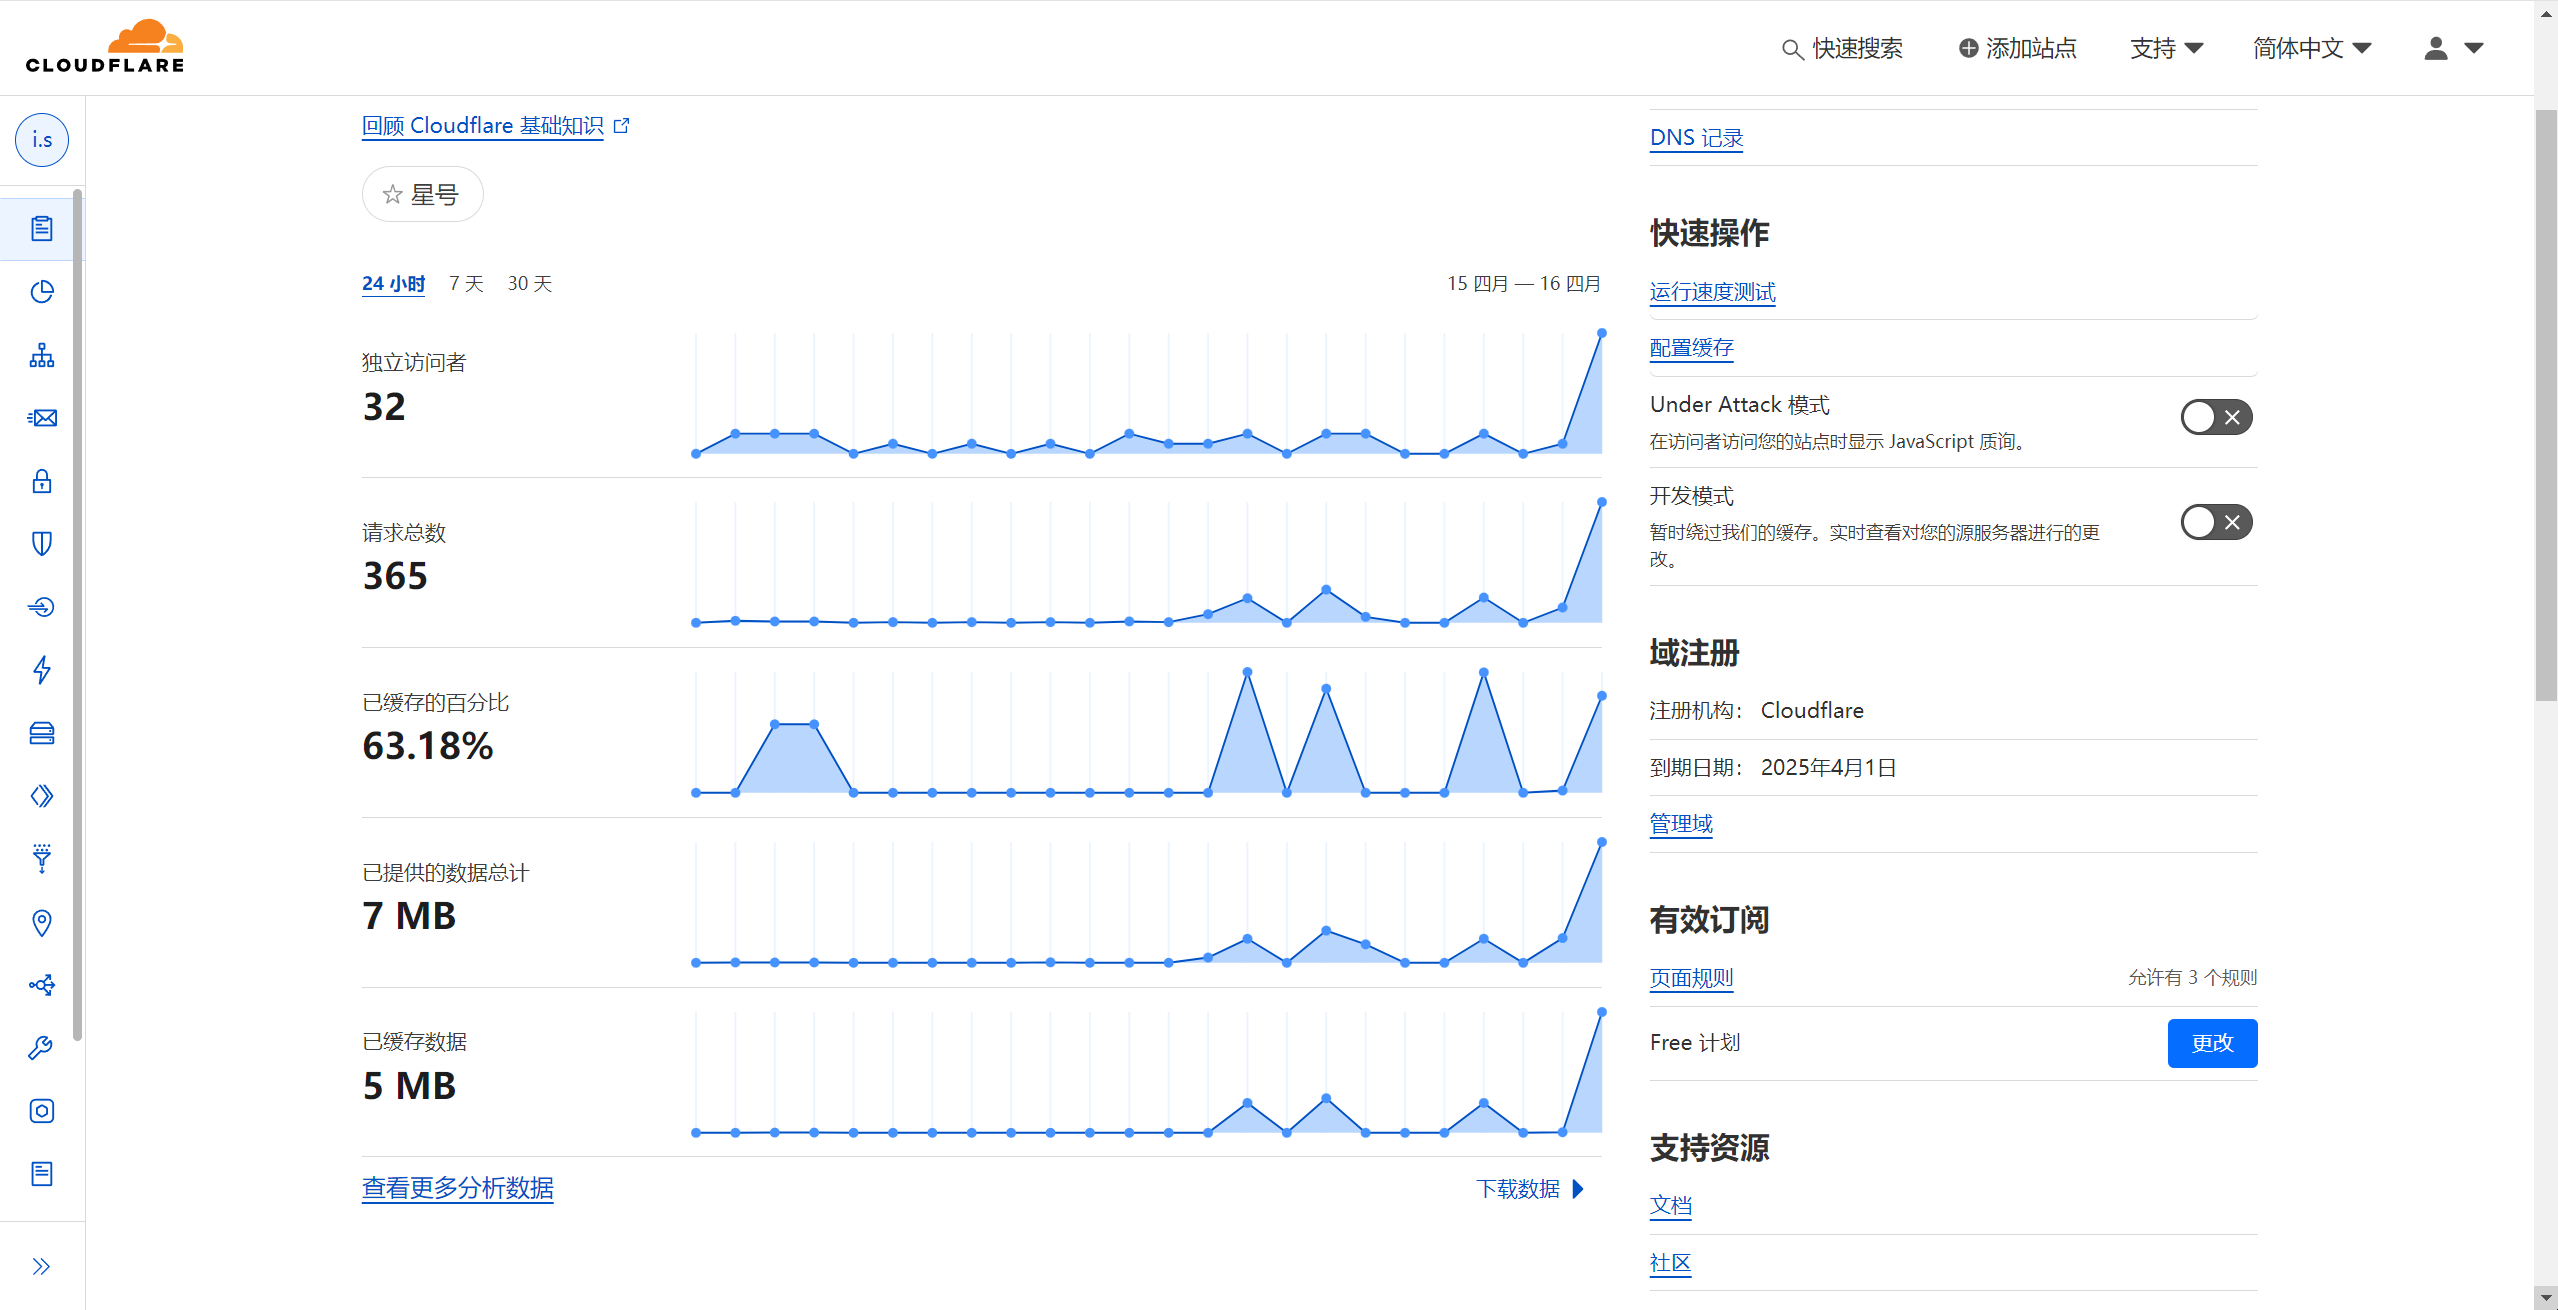 CLOUDFLARE
快速搜索
添加站点
支持
简体中文
i.s
回顾 Cloudflare 基础知识
星号
24 小时
7 天
30 天
15 四月 — 16 四月
独立访问者
32
请求总数
365
已缓存的百分比
63.18%
已提供的数据总计
7 MB
已缓存数据
5 MB
查看更多分析数据
下载数据
DNS 记录
快速操作
运行速度测试
配置缓存
Under Attack 模式
在访问者访问您的站点时显示 JavaScript 质询。
开发模式
暂时绕过我们的缓存。实时查看对您的源服务器进行的更
改。
域注册
注册机构： Cloudflare
到期日期： 2025年4月1日
管理域
有效订阅
页面规则
允许有 3 个规则
Free 计划
更改
支持资源
文档
社区